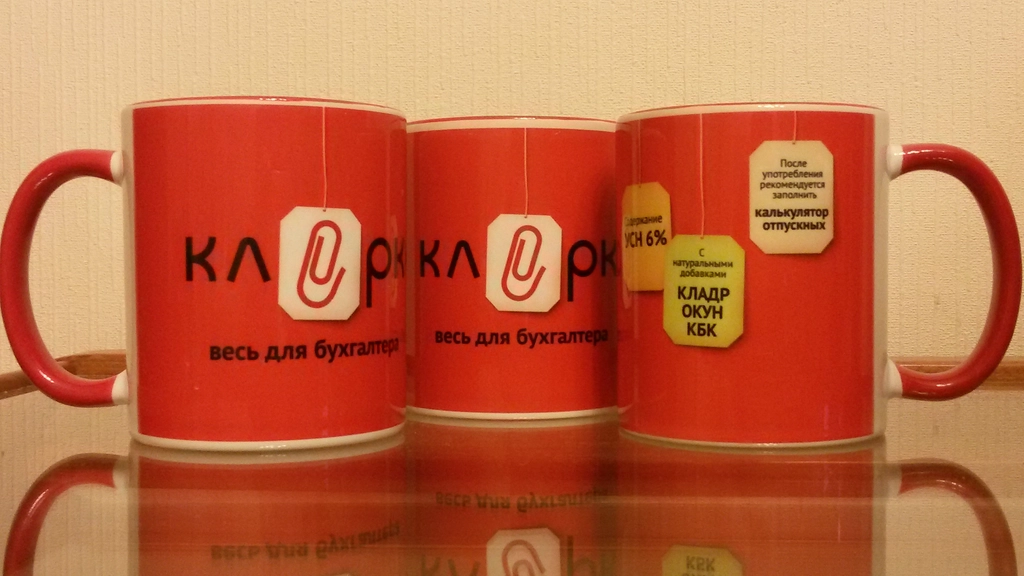 КЛ РК
весь для бухгалтера
КЛ РК
весь для бухгалтера
Содержание
УСН 6%
С
натуральными
добавками
КЛАДР
ОКУН
КБК
После
употребления
рекомендуется
заполнить
калькулятор
отпускных